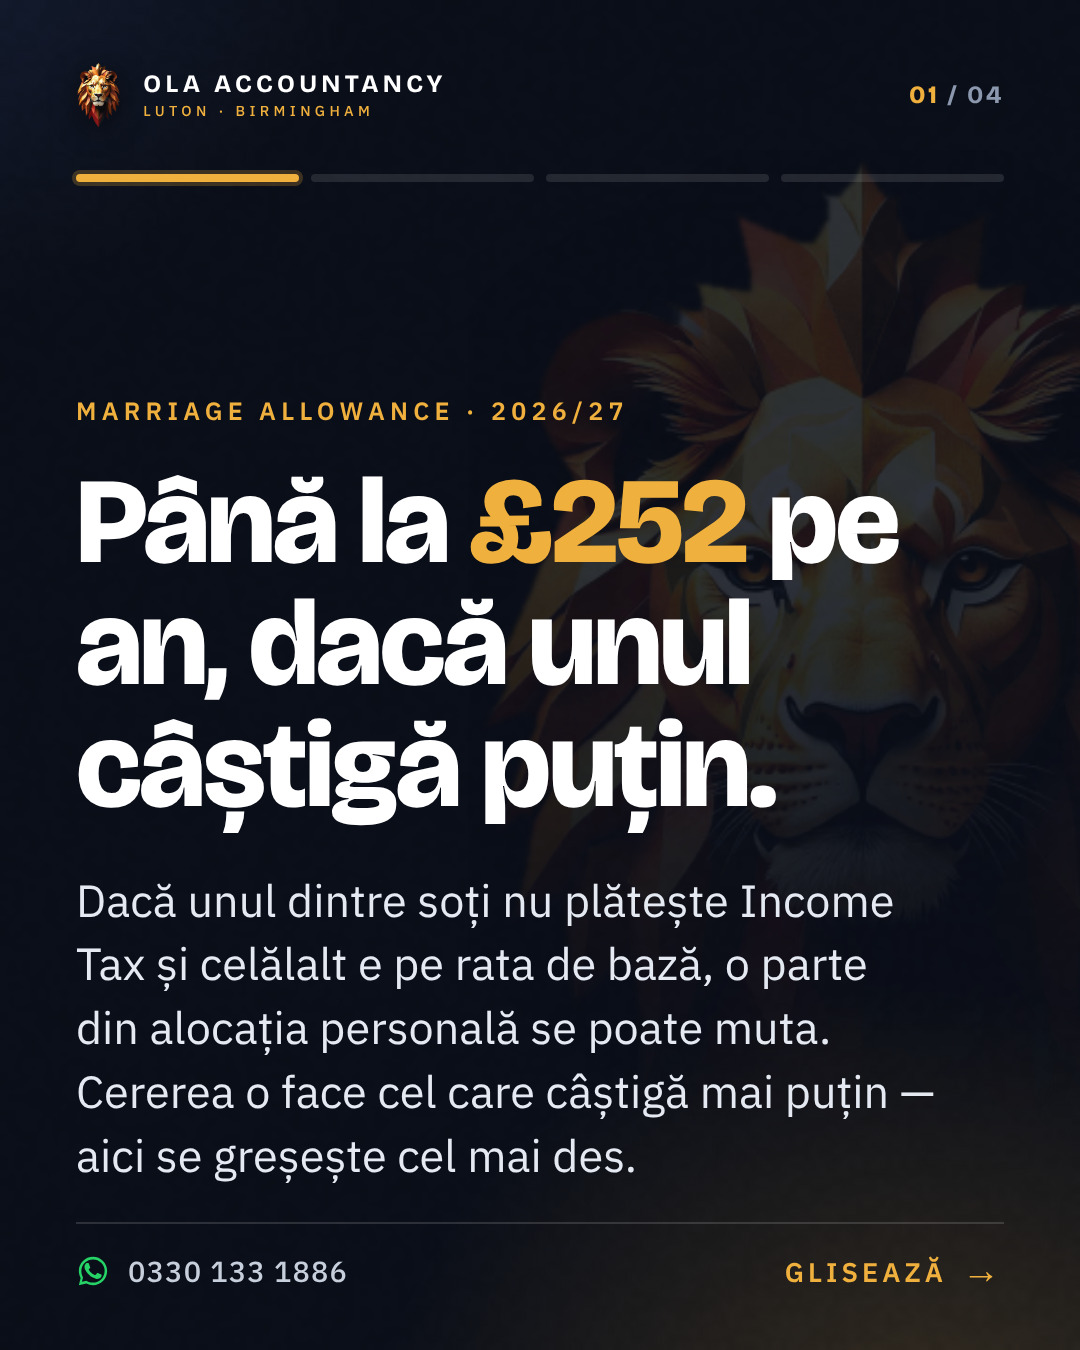 OLA ACCOUNTANCY
LUTON · BIRMINGHAM
01 / 04
MARRIAGE ALLOWANCE · 2026/27
Până la £252 pe
an, dacă unul
câștigă puțin.
Dacă unul dintre soți nu plătește Income
Tax și celălalt e pe rata de bază, o parte
din alocația personală se poate muta.
Cererea o face cel care câștigă mai puțin —
aici se greșește cel mai des.
0330 133 1886
GLISEAZĂ →